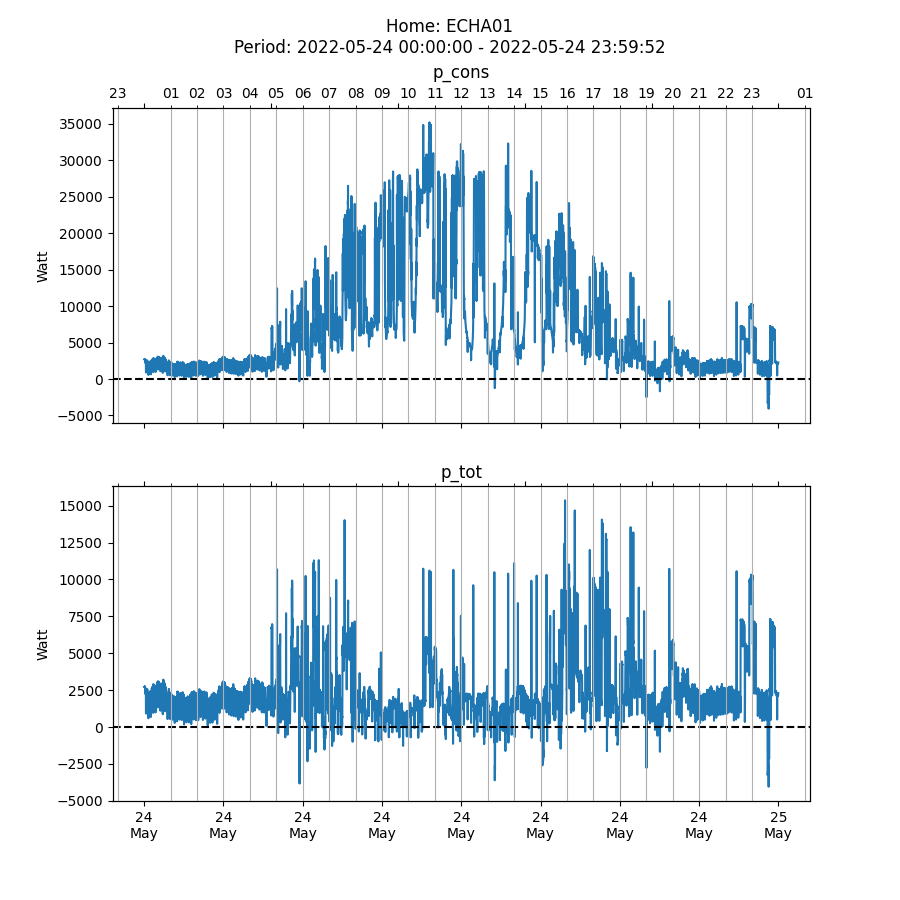 Home: ECHA01
Period: 2022-05-24 00:00:00 - 2022-05-24 23:59:52
p_cons
23 01 02 03 04 05 06 07 08 09 10 11 12 13 14 15 16 17 18 19 20 21 22 23 01
35000
30000
25000
20000
15000
10000
5000
0
−5000
Watt
p_tot
15000
12500
10000
7500
5000
2500
0
−2500
−5000
Watt
24 24 24 24 24 24 24 24 25
May May May May May May May May May